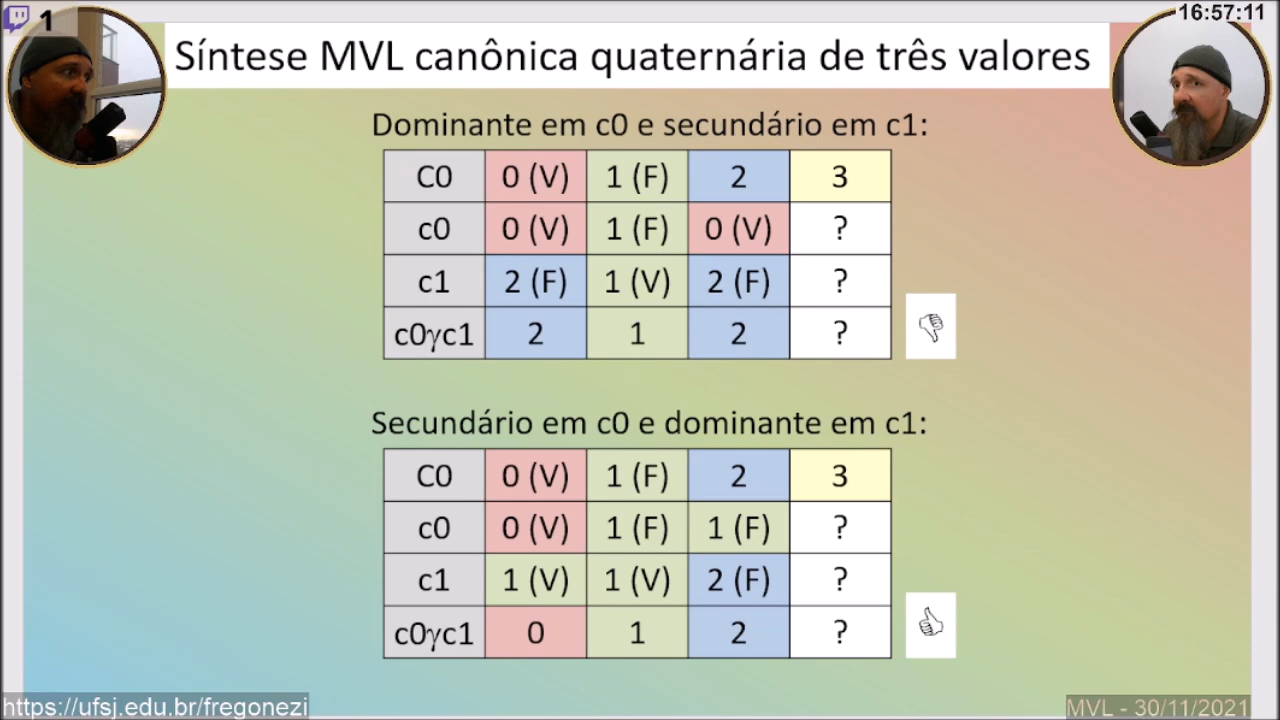 1
16:57:11
Síntese MVL canônica quaternária de três valores
Dominante em c0 e secundário em c1:
C0 0 (V) 1 (F) 2 3
c0 0 (V) 1 (F) 0 (V) ?
c1 2 (F) 1 (V) 2 (F) ?
c0γc1 2 1 2 ?
Secundário em c0 e dominante em c1:
C0 0 (V) 1 (F) 2 3
c0 0 (V) 1 (F) 1 (F) ?
c1 1 (V) 1 (V) 2 (F) ?
c0γc1 0 1 2 ?
https://ufsj.edu.br/fregonezi
MVL - 30/11/2021